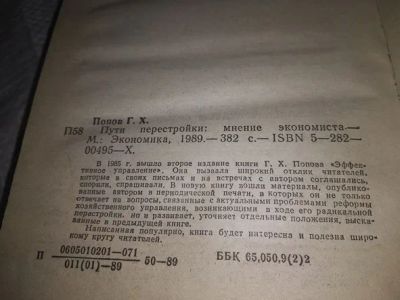 Попов Г. Х.
П58 Пути перестройки: мнение экономиста.—
М.: Экономика, 1989.— 382 с.— ISBN 5—282—
00495—X.
В 1985 г. вышло второе издание книги Г. Х. Попова «Эффек-
тивное управление». Она вызвала широкий отклик читателей,
которые в своих письмах и на встречах с автором соглашались,
спорили, спрашивали. В новую книгу вошли материалы, опублико-
ванные автором в периодической печати, в которых он не только
отвечает на вопросы, связанные с актуальными проблемами реформы
хозяйственного управления, возникающими в ходе его радикальной
перестройки, но и развивает, уточняет отдельные положения, выска-
занные в предыдущей книге.
Написанная популярно, книга будет интересна и полезна широ-
кому кругу читателей.
П 0605010201—071
011(01)—89 50—89 ББК 65.050.9(2)2